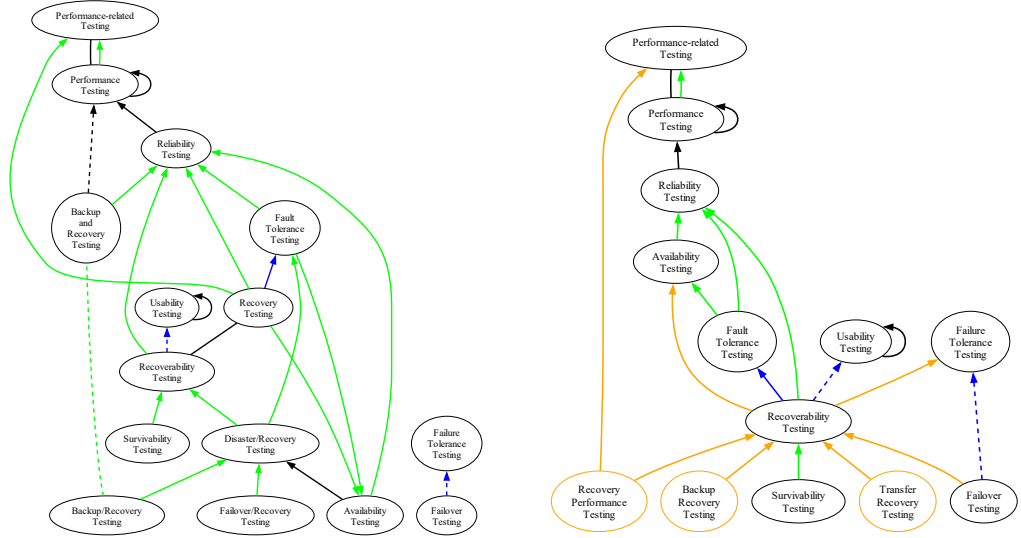 Performance-related
Testing
Performance
Testing
Reliability
Testing
Backup
and
Recovery
Testing
Fault
Tolerance
Testing
Usability
Testing
Recovery
Testing
Recoverability
Testing
Survivability
Testing
Disaster/Recovery
Testing
Failure
Tolerance
Testing
Backup/Recovery
Testing
Failover/Recovery
Testing
Availability
Testing
Failover
Testing
Performance-related
Testing
Performance
Testing
Reliability
Testing
Availability
Testing
Fault
Tolerance
Testing
Usability
Testing
Failure
Tolerance
Testing
Recoverability
Testing
Recovery
Performance
Testing
Backup
Recovery
Testing
Survivability
Testing
Transfer
Recovery
Testing
Failover
Testing